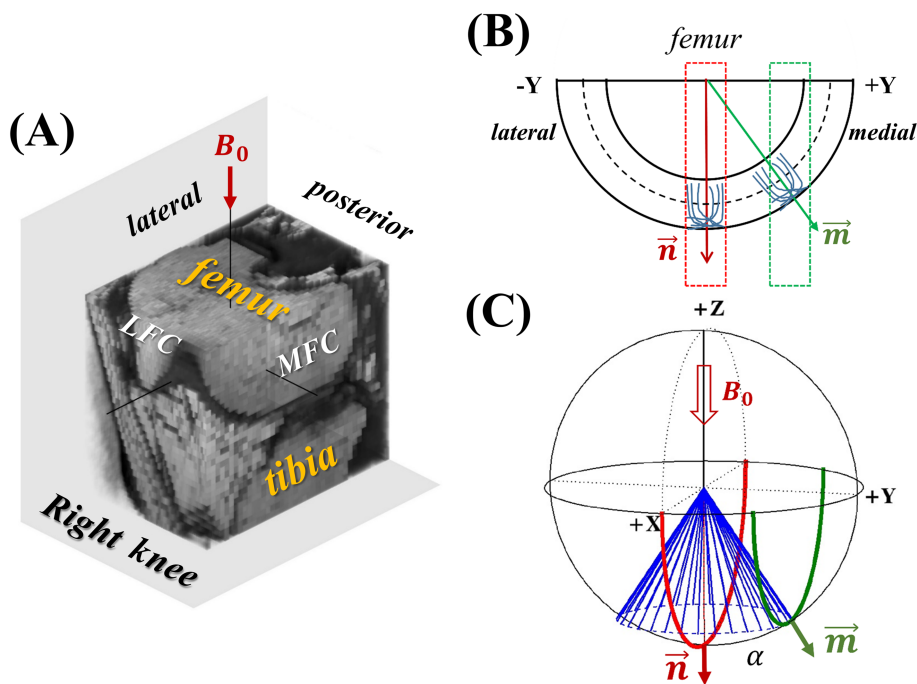 (A)
B₀
lateral
posterior
femur
LFC
MFC
tibia
Right knee
(B)
femur
-Y
+Y
lateral
medial
n
m
(C)
+Z
B₀
+X
+Y
n
α
m